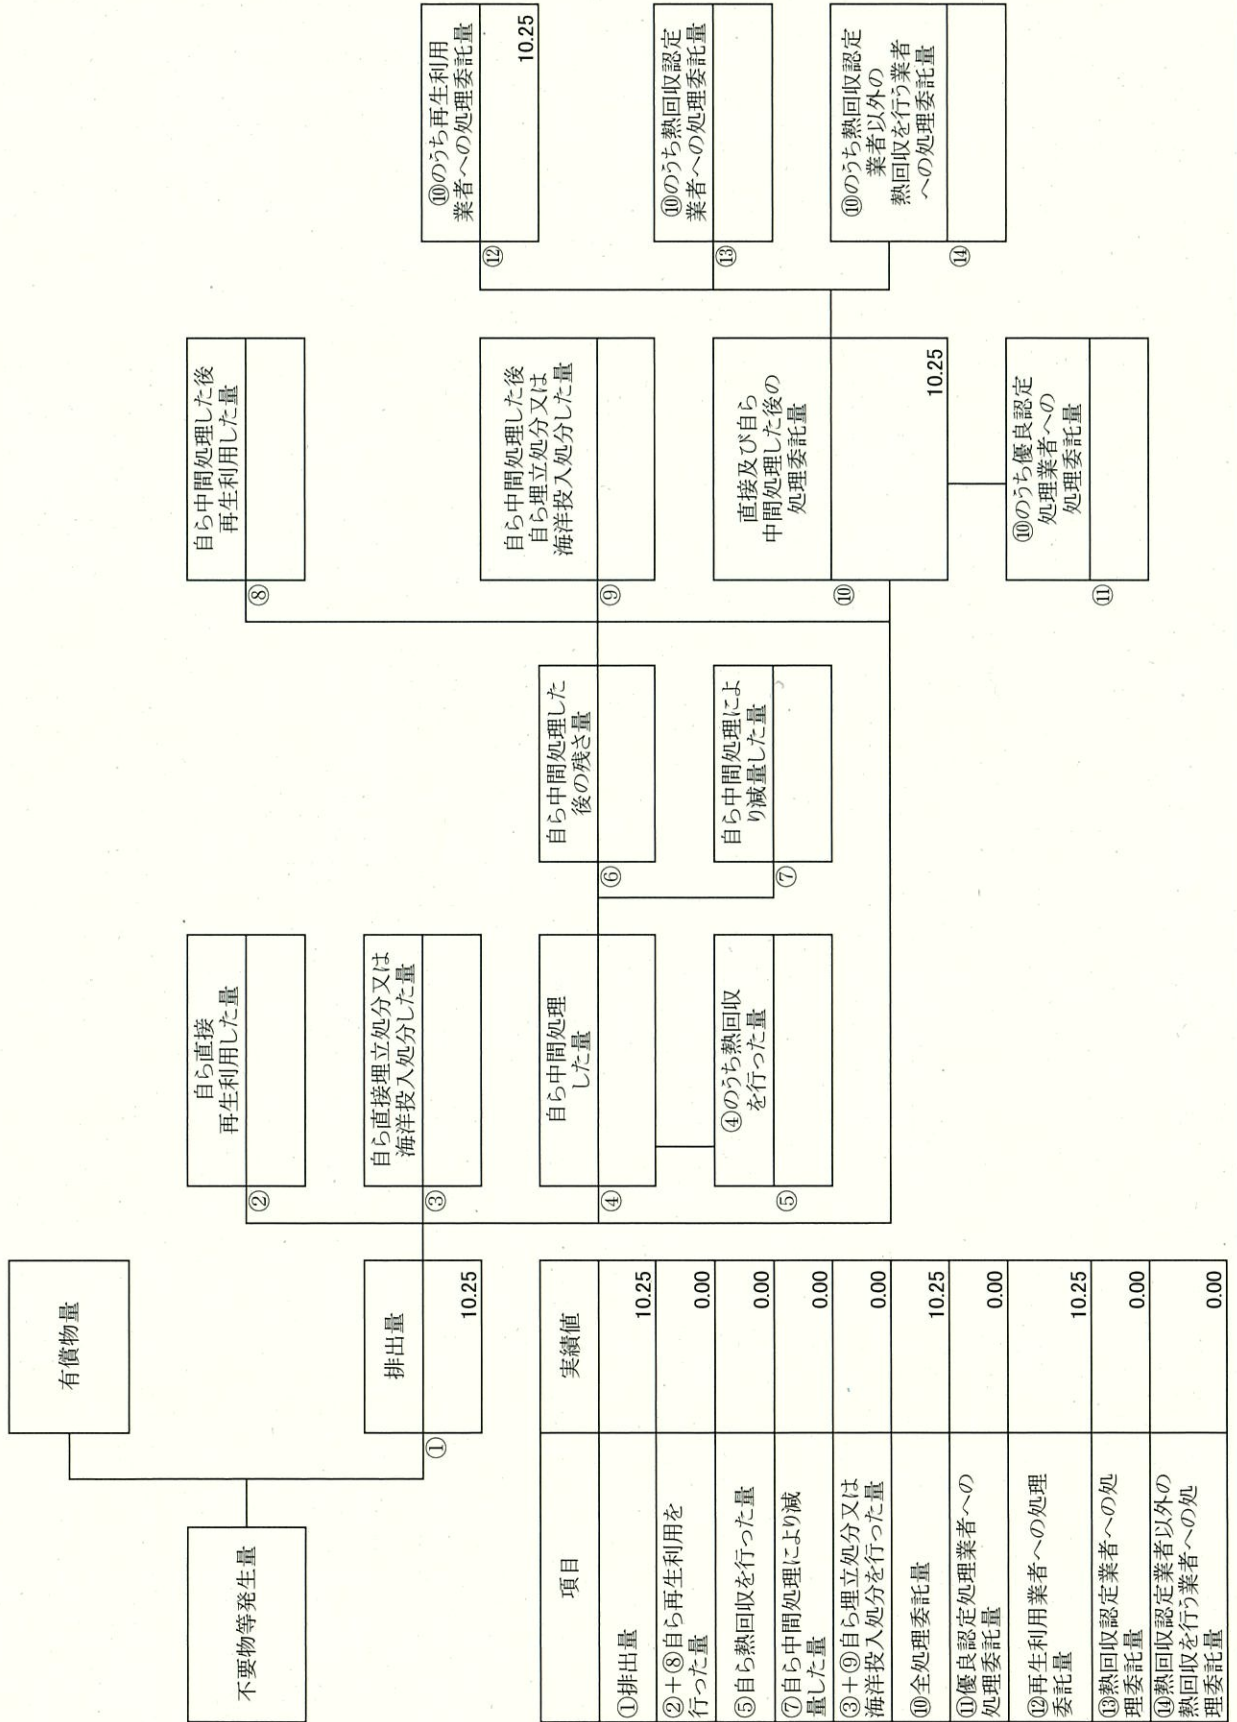 不要物等発生量
有償物量
排出量
①
10.25
自ら直接
再生利用した量
②
自ら直接埋立処分又は
海洋投入処分した量
③
自ら中間処理
した量
④
④のうち熱回収
を行った量
⑤
自ら中間処理した
後の残さ量
⑥
自ら中間処理によ
り減量した量
⑦
自ら中間処理した後
再生利用した量
⑧
自ら中間処理した後
自ら埋立処分又は
海洋投入処分した量
⑨
直接及び自ら
中間処理した後の
処理委託量
⑩
10.25
⑩のうち優良認定
処理業者への
処理委託量
⑪
⑩のうち再生利用
業者への処理委託量
⑫
10.25
⑩のうち熱回収認定
業者への処理委託量
⑬
⑩のうち熱回収認定
業者以外の
熱回収を行う業者
への処理委託量
⑭
項目 実績値
①排出量 10.25
②+⑧自ら再生利用を
行った量 0.00
⑤自ら熱回収を行った量 0.00
⑦自ら中間処理により減
量した量 0.00
③+⑨自ら埋立処分又は
海洋投入処分を行った量 0.00
⑩全処理委託量 10.25
⑪優良認定処理業者への
処理委託量 0.00
⑫再生利用業者への処理
委託量 10.25
⑬熱回収認定業者への処
理委託量 0.00
⑭熱回収認定業者以外の
熱回収を行う業者への処
理委託量 0.00